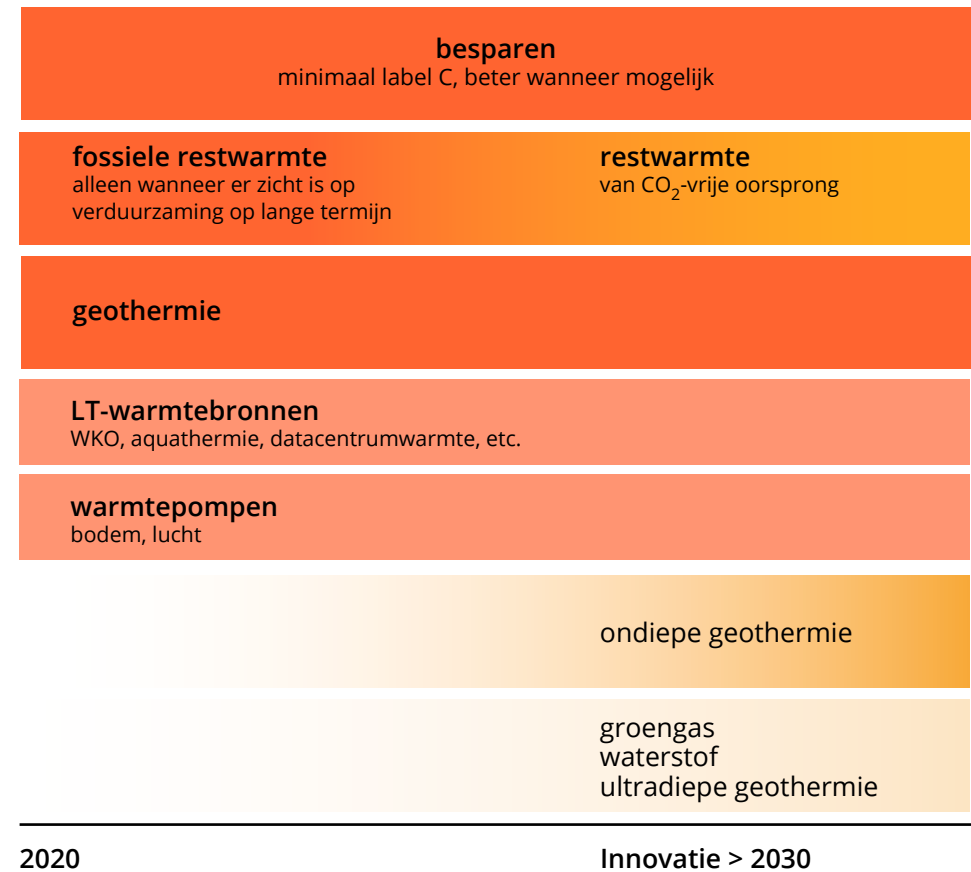 besparen
minimaal label C, beter wanneer mogelijk
fossiele restwarmte
alleen wanneer er zicht is op
verduurzaming op lange termijn
restwarmte
van CO₂-vrije oorsprong
geothermie
LT-warmtebronnen
WKO, aquathermie, datacentrumwarmte, etc.
warmtepompen
bodem, lucht
ondiepe geothermie
groengas
waterstof
ultradiepe geothermie
2020
Innovatie > 2030